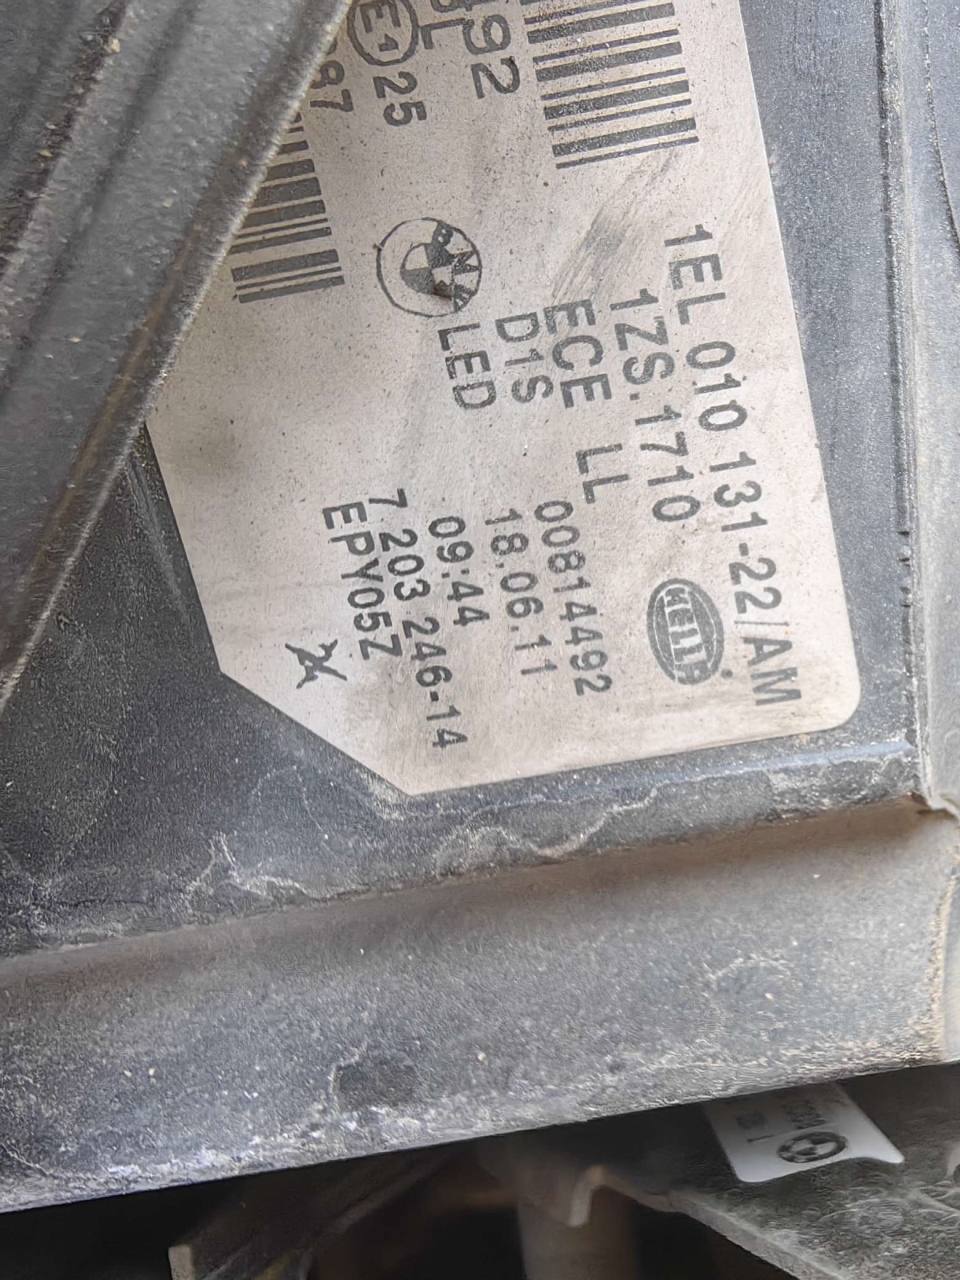 492
E1
25
1EL 010 131-22/AM
1ZS.1710
ECE LL
D1S
LED
Hella
00814492
18.06.11
09:44
7 203 246-14
EPY05Z